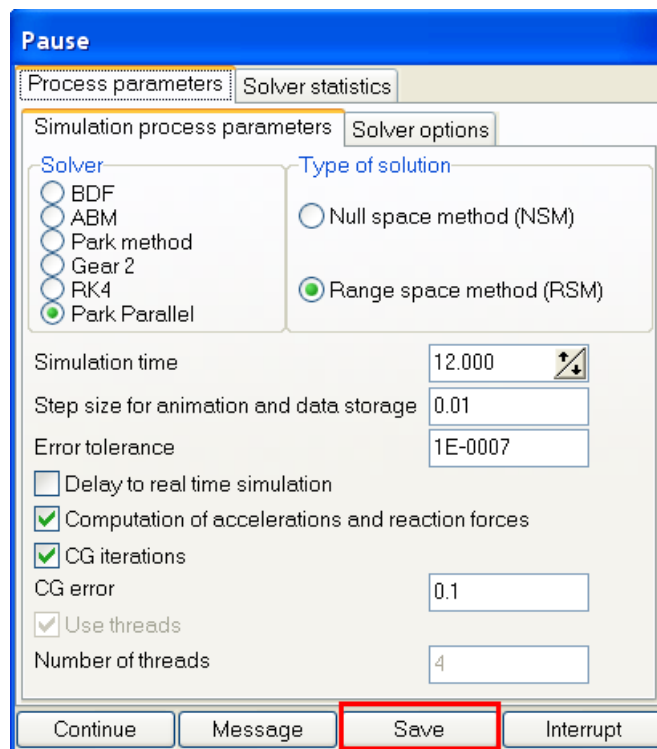 Pause
Process parameters Solver statistics
Simulation process parameters Solver options
Solver Type of solution
BDF
ABM
Park method
Gear 2
RK4
Park Parallel
Null space method (NSM)
Range space method (RSM)
Simulation time 12.000
Step size for animation and data storage 0.01
Error tolerance 1E-0007
Delay to real time simulation
Computation of accelerations and reaction forces
CG iterations
CG error 0.1
Use threads
Number of threads 4
Continue Message Save Interrupt